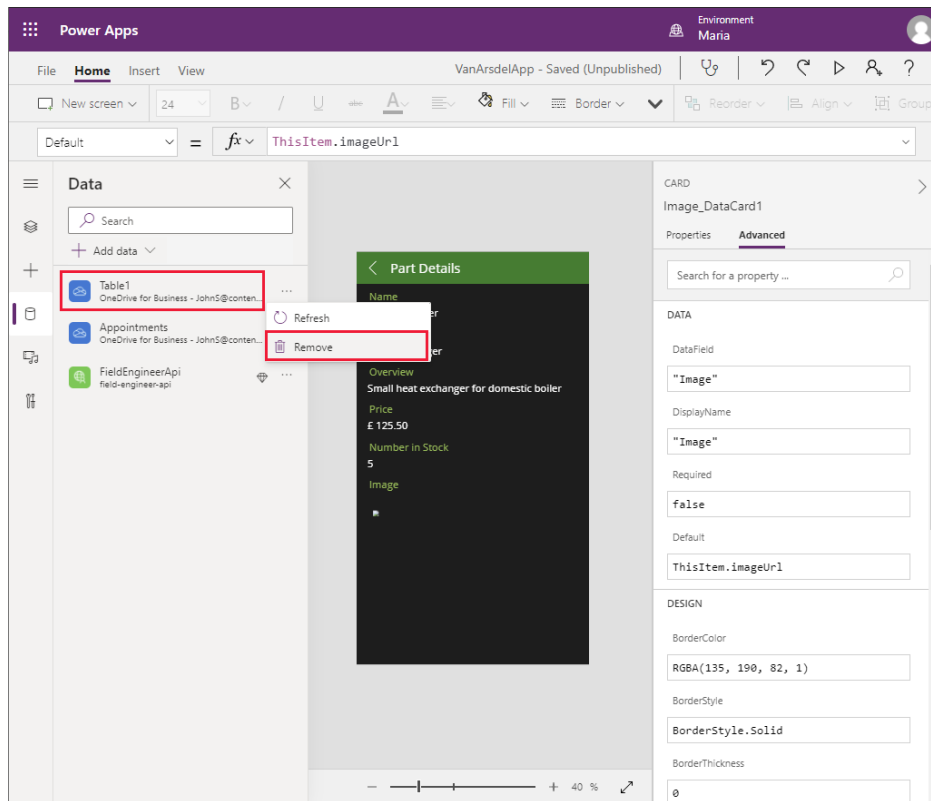 Power Apps
Environment
Maria
File Home Insert View
VanArsdelApp - Saved (Unpublished)
?
New screen
24
B / U abc A Fill Border Reorder Align Group
Default = fx ThisItem.imageUrl
Data
Search
Add data
Table1
OneDrive for Business - JohnS@conten...
Appointments
OneDrive for Business - JohnS@conten...
FieldEngineerApi
field-engineer-api
...
...
Refresh
Remove
Part Details
Name
er
er
Overview
Small heat exchanger for domestic boiler
Price
£ 125.50
Number in Stock
5
Image
40 %
CARD
Image_DataCard1
Properties Advanced
Search for a property ...
DATA
DataField
"Image"
DisplayName
"Image"
Required
false
Default
ThisItem.imageUrl
DESIGN
BorderColor
RGBA(135, 190, 82, 1)
BorderStyle
BorderStyle.Solid
BorderThickness
0